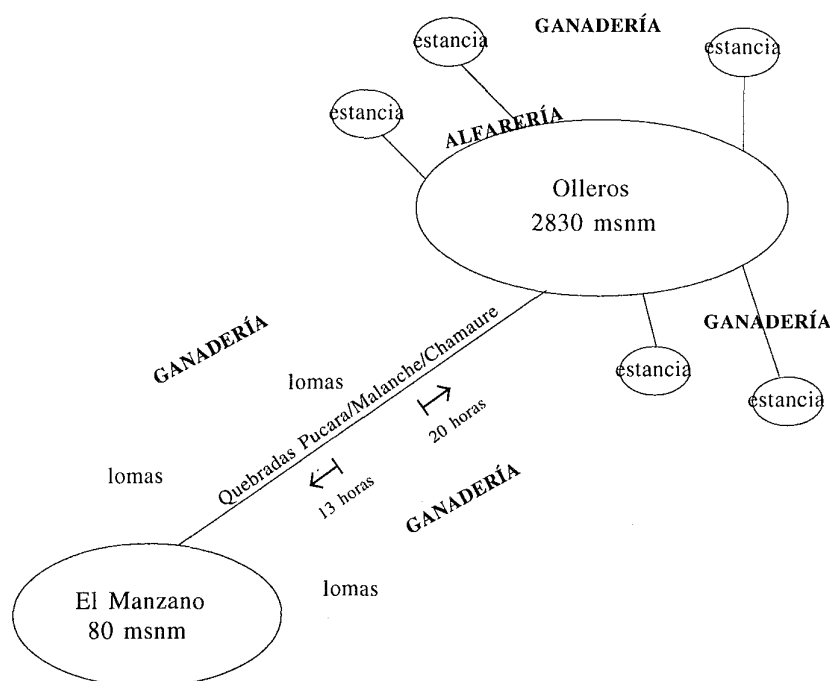 GANADERÍA
estancia
estancia
estancia
ALFARERÍA
Olleros
2830 msnm
GANADERÍA
estancia
estancia
GANADERÍA
lomas
Quebradas Pucara/Malanche/Chamaure
20 horas
13 horas
lomas
GANADERÍA
El Manzano
80 msnm
lomas